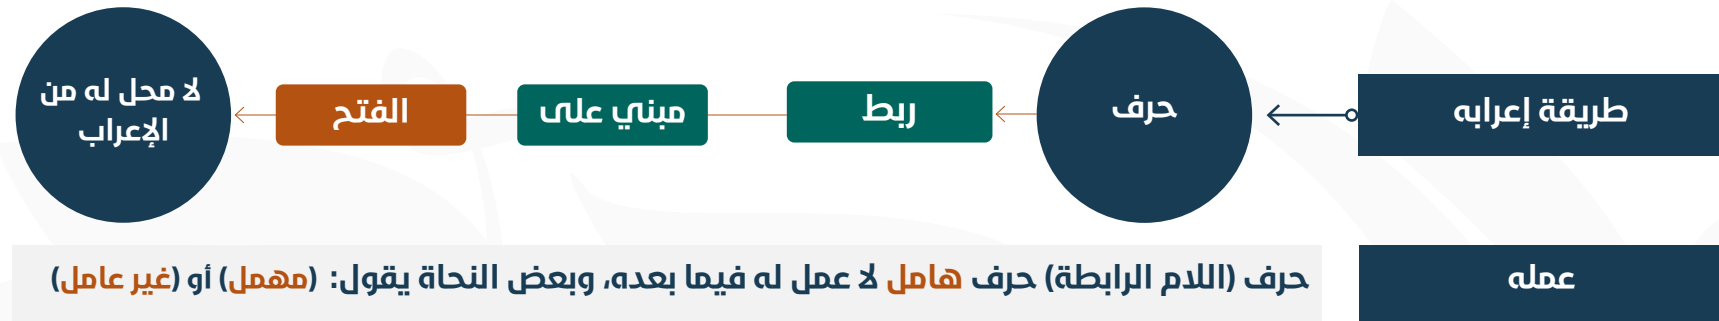 طريقة إعرابه
حرف
ربط
مبني على
الفتح
لا محل له من
الإعراب
عمله
حرف (اللام الرابطة) حرف هامل لا عمل له فيما بعده، وبعض النحاة يقول: (مهمل) أو (غير عامل)